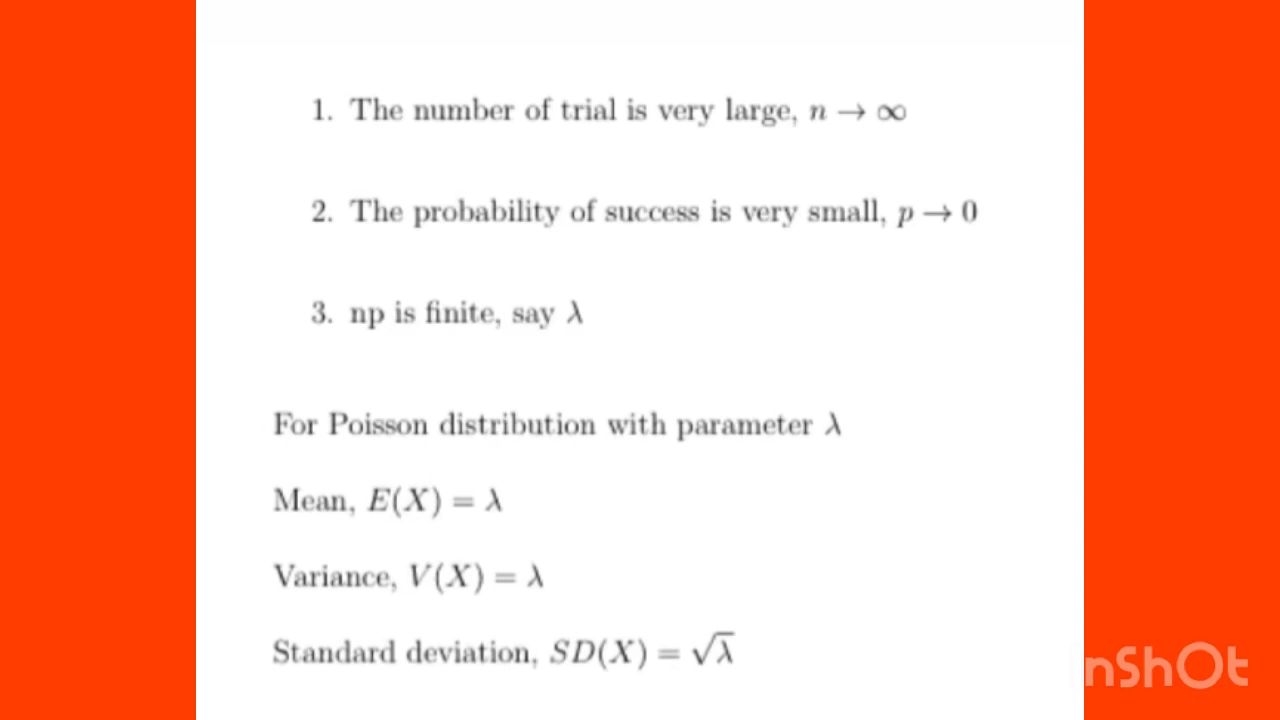 1. The number of trial is very large, n → ∞
2. The probability of success is very small, p → 0
3. np is finite, say λ
For Poisson distribution with parameter λ
Mean, E(X) = λ
Variance, V(X) = λ
Standard deviation, SD(X) = √λ
nShOt